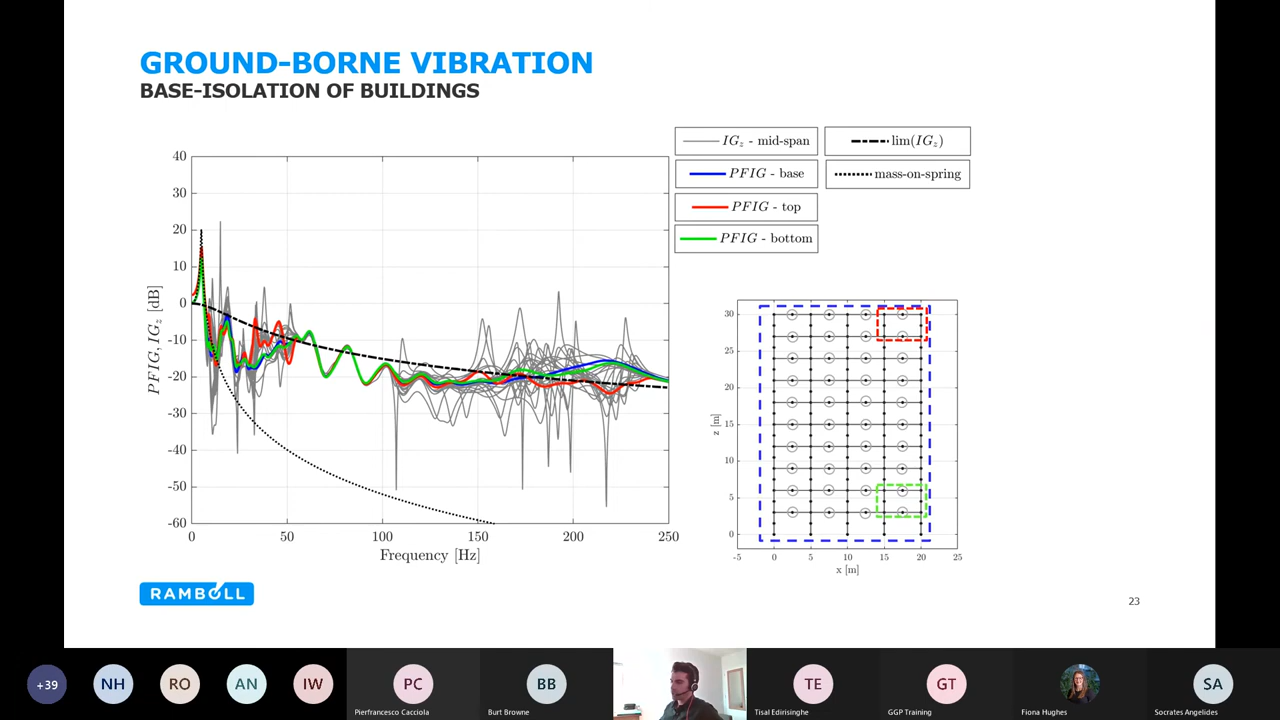 GROUND-BORNE VIBRATION
BASE-ISOLATION OF BUILDINGS
IG_z - mid-span
lim(IG_z)
PFIG - base
mass-on-spring
PFIG - top
PFIG - bottom
PFIG, IG_z [dB]
40
30
20
10
0
-10
-20
-30
-40
-50
-60
0 50 100 150 200 250
Frequency [Hz]
z [m]
30
25
20
15
10
5
0
-5 0 5 10 15 20 25
x [m]
RAMBOLL
23
+39
NH
RO
AN
IW
PC
Pierfrancesco Cacciola
BB
Burt Browne
TE
Tisal Edirisinghe
GT
GGP Training
Fiona Hughes
SA
Socrates Angelides